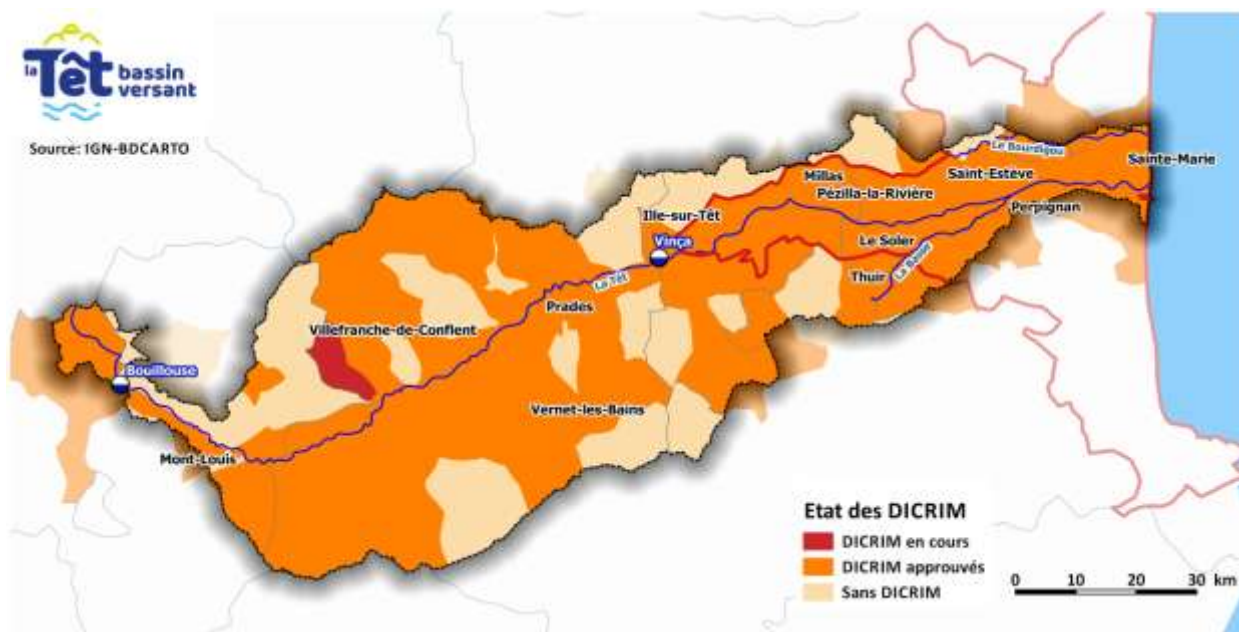 la Têt bassin
versant
Source: IGN-BDCARTO
Le Bourdigou
Sainte-Marie
Millas
Saint-Estève
Pézilla-la-Rivière
Ille-sur-Têt
Perpignan
Vinça
Le Soler
La Basse
Thuir
La Têt
Prades
Villefranche-de-Conflent
Bouillouse
Vernet-les-Bains
Mont-Louis
Etat des DICRIM
DICRIM en cours
DICRIM approuvés
Sans DICRIM
0 10 20 30 km